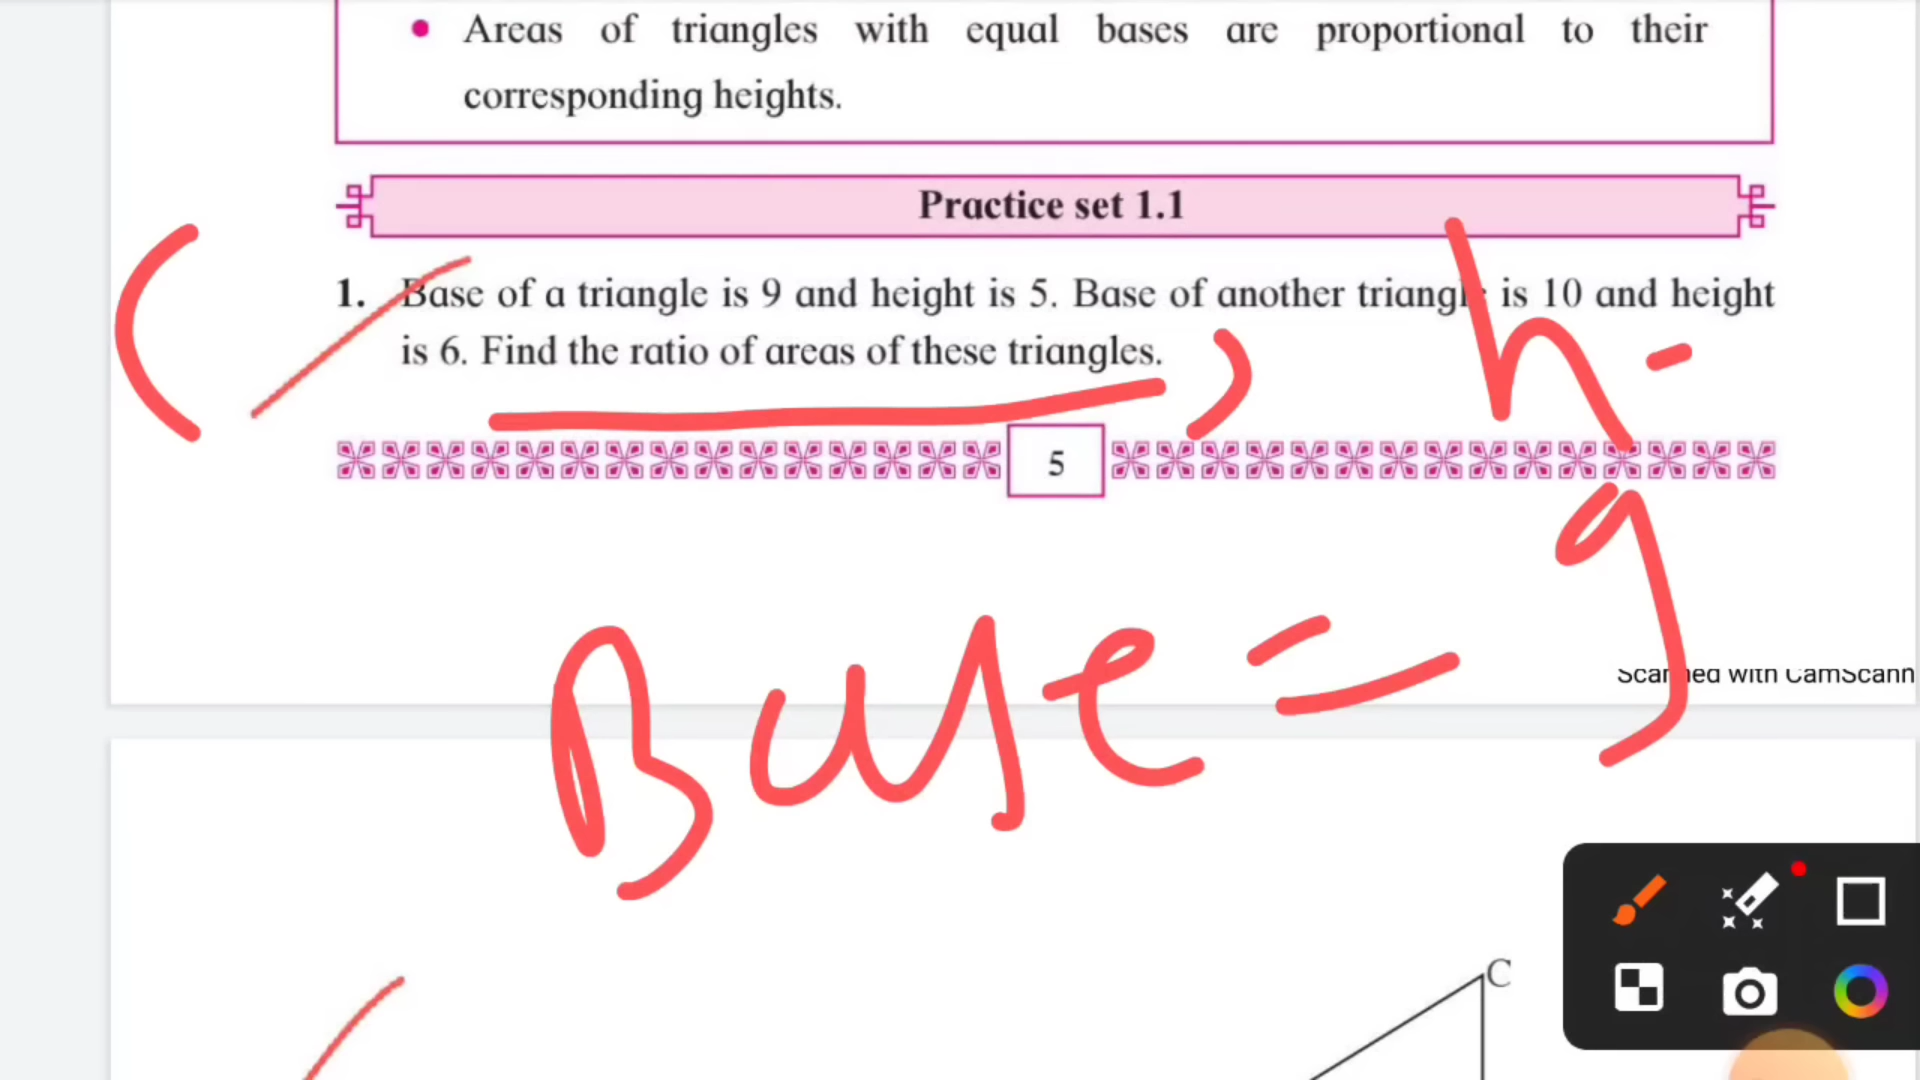 • Areas of triangles with equal bases are proportional to their
corresponding heights.
Practice set 1.1
1. Base of a triangle is 9 and height is 5. Base of another triangle is 10 and height
is 6. Find the ratio of areas of these triangles.
h -
5
Base = 9
Scanned with CamScann
C